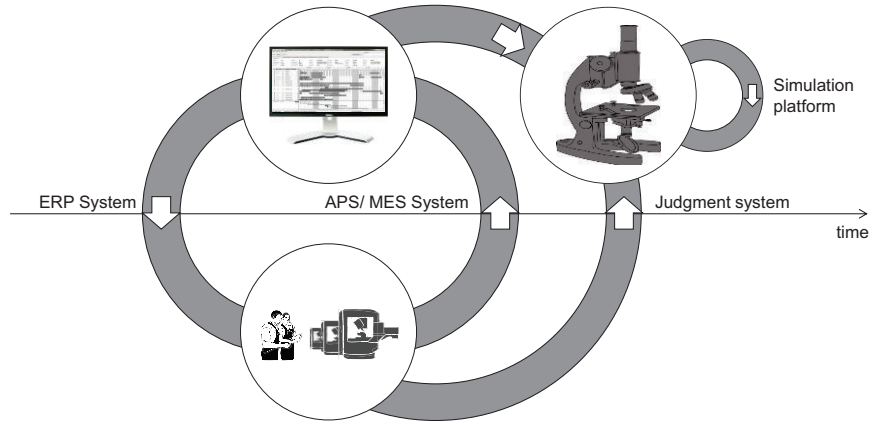 Simulation
platform
ERP System
APS/ MES System
Judgment system
time